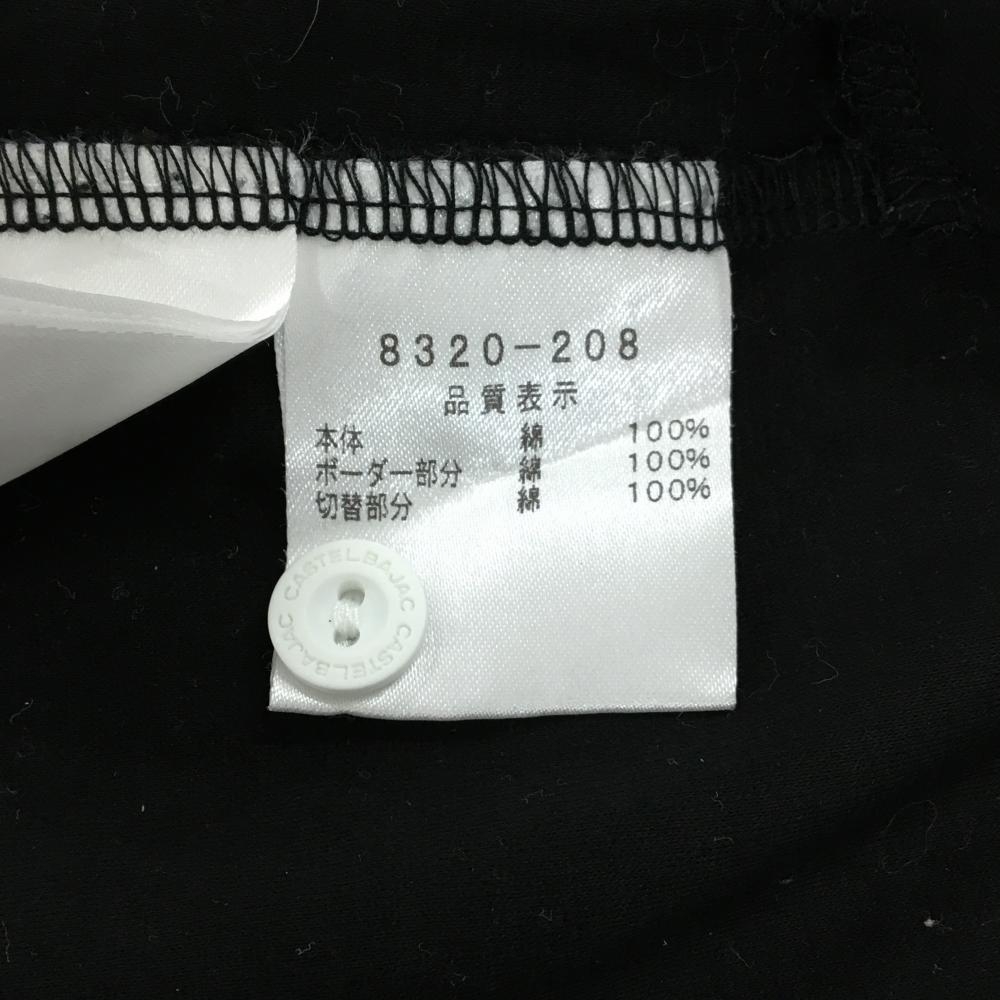 8320-208
品質表示
本体 綿 100%
ボーダー部分 綿 100%
切替部分 綿 100%
CASTELBAJAC CASTELBAJAC